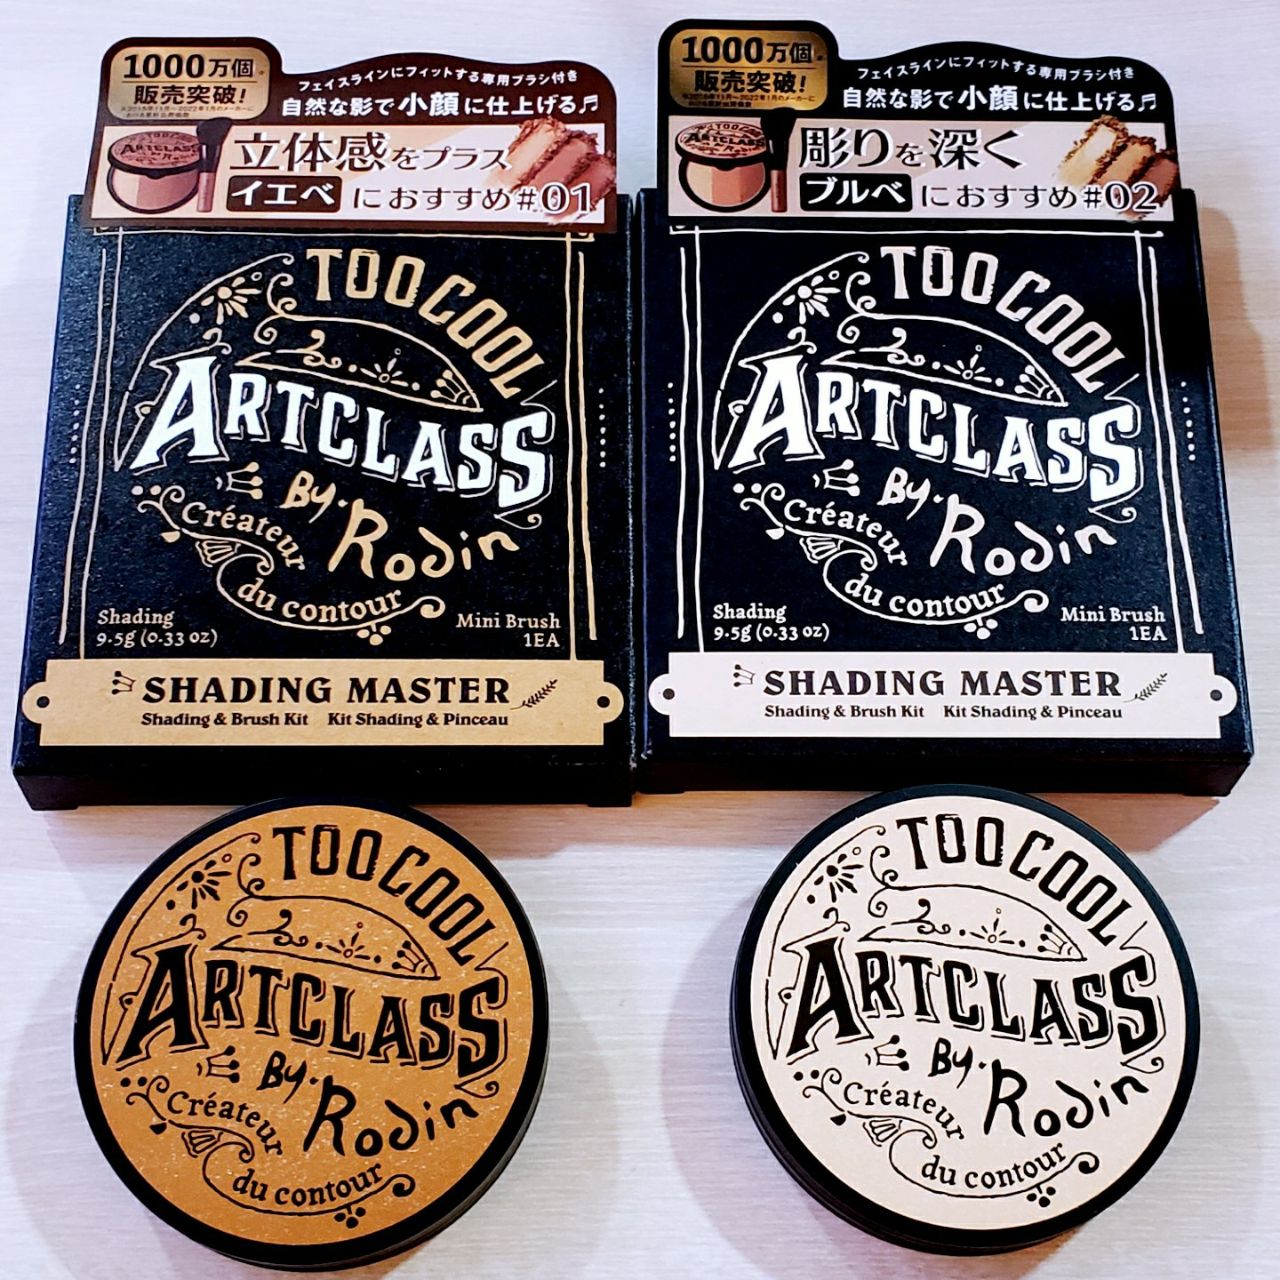 1000万個※
販売突破!
フェイスラインにフィットする専用ブラシ付き
自然な影で小顔に仕上げる♬
立体感をプラス
イエベにおすすめ#01
TOO COOL
ARTCLASS
By. Rodin
Créateur
du contour
Shading
9.5g (0.33 oz)
Mini Brush
1EA
SHADING MASTER
Shading & Brush Kit Kit Shading & Pinceau
1000万個※
販売突破!
フェイスラインにフィットする専用ブラシ付き
自然な影で小顔に仕上げる♬
彫りを深く
ブルベにおすすめ#02
TOO COOL
ARTCLASS
By. Rodin
Créateur
du contour
Shading
9.5g (0.33 oz)
Mini Brush
1EA
SHADING MASTER
Shading & Brush Kit Kit Shading & Pinceau
TOO COOL
ARTCLASS
By. Rodin
Créateur
du contour
TOO COOL
ARTCLASS
By. Rodin
Créateur
du contour